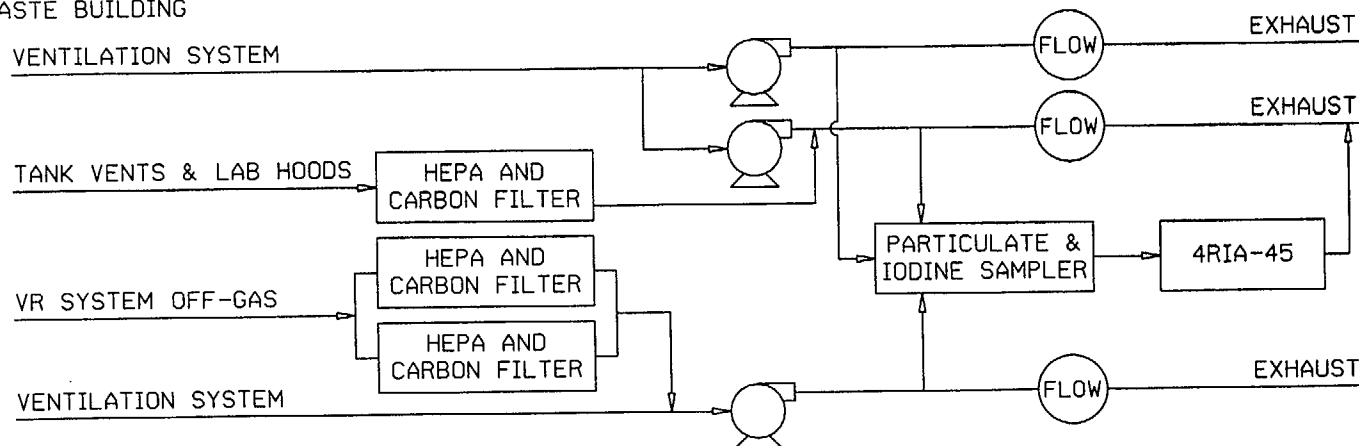 ASTE BUILDING
VENTILATION SYSTEM
FLOW
EXHAUST
FLOW
EXHAUST
TANK VENTS & LAB HOODS
HEPA AND
CARBON FILTER
PARTICULATE &
IODINE SAMPLER
4RIA-45
HEPA AND
CARBON FILTER
VR SYSTEM OFF-GAS
HEPA AND
CARBON FILTER
VENTILATION SYSTEM
FLOW
EXHAUST